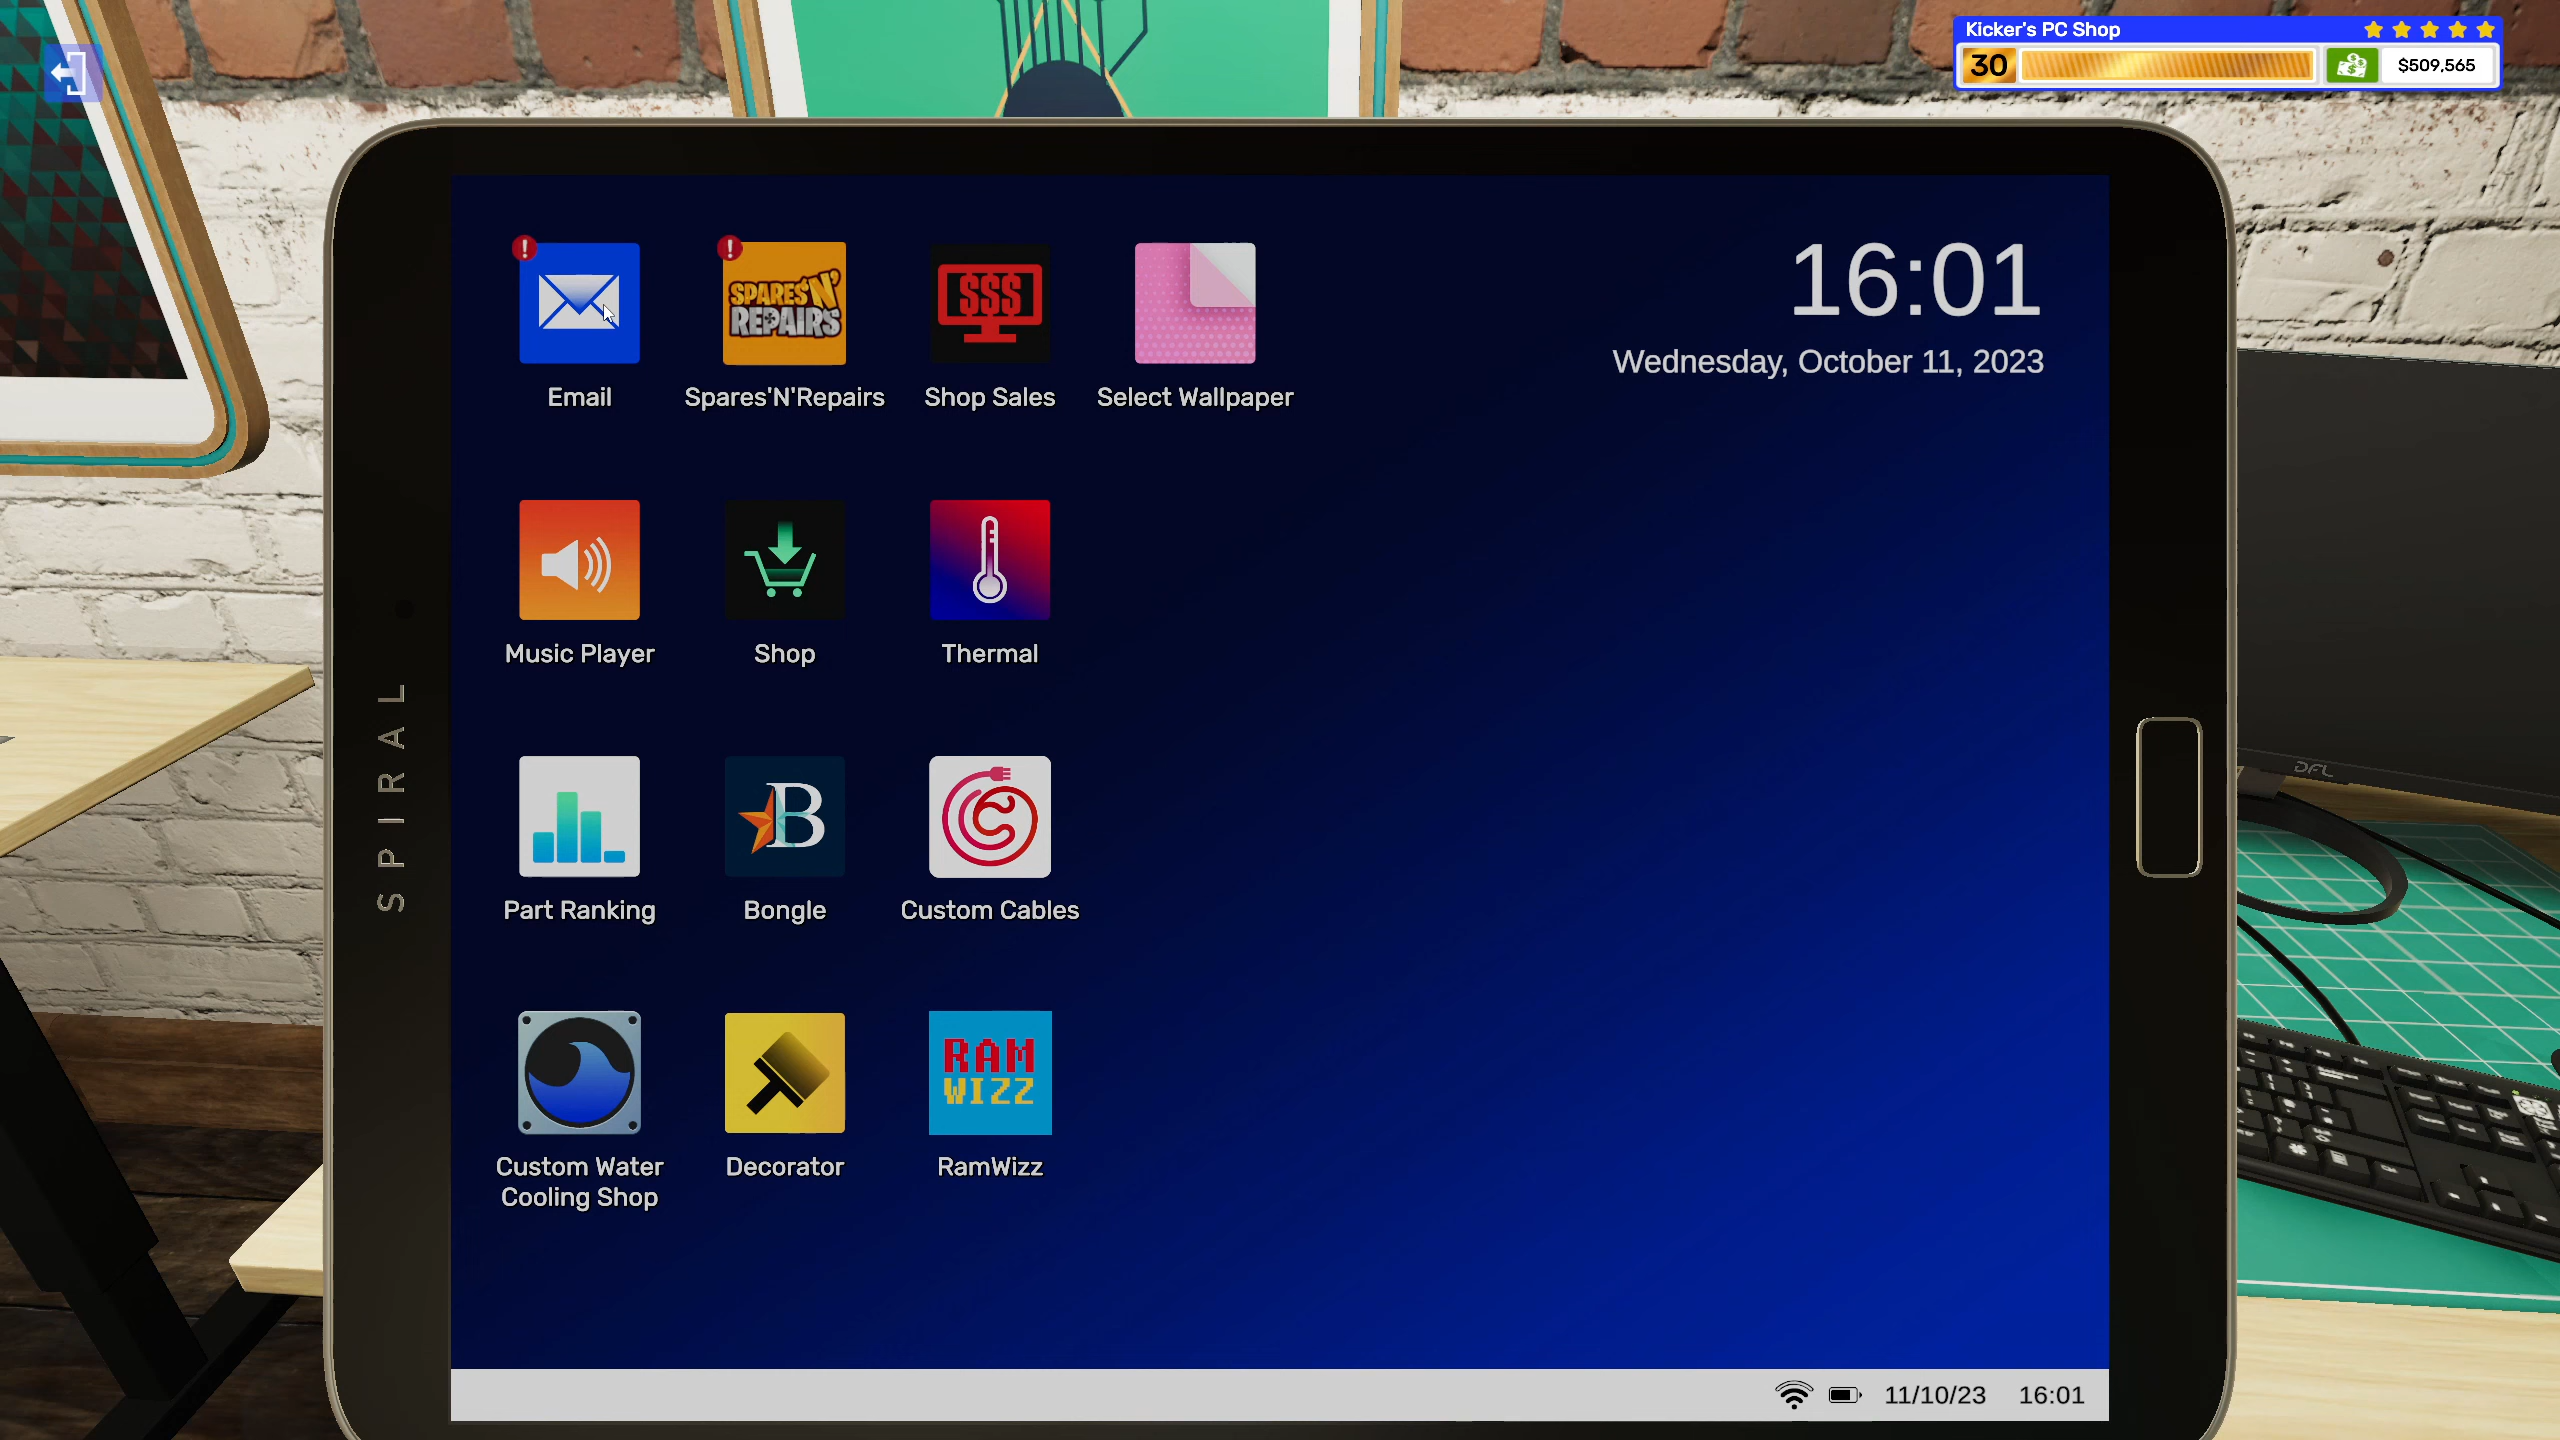 Kicker's PC Shop
30
$509,565
16:01
Wednesday, October 11, 2023
SPARES'N'
REPAIRS
$$$
Email
Spares'N'Repairs
Shop Sales
Select Wallpaper
Music Player
Shop
Thermal
B
Part Ranking
Bongle
Custom Cables
RAM
WIZZ
Custom Water
Cooling Shop
Decorator
RamWizz
SPIRAL
DFL
11/10/23
16:01